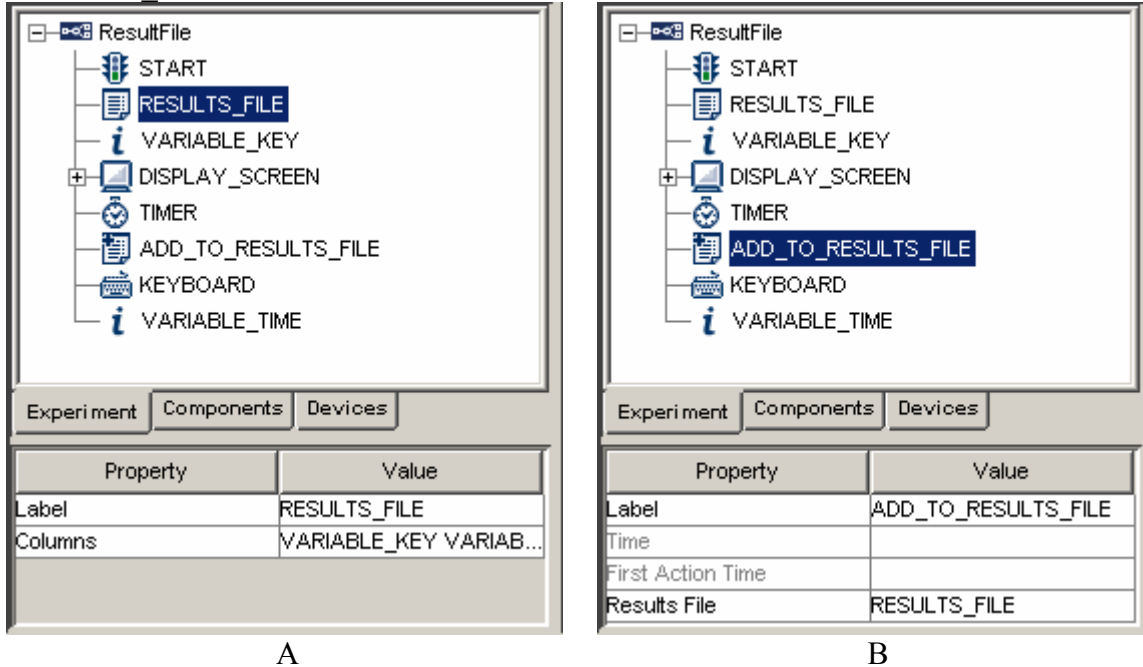 ResultFile
START
RESULTS_FILE
VARIABLE_KEY
DISPLAY_SCREEN
TIMER
ADD_TO_RESULTS_FILE
KEYBOARD
VARIABLE_TIME
Experiment Components Devices
Property Value
Label RESULTS_FILE
Columns VARIABLE_KEY VARIAB...
A
ResultFile
START
RESULTS_FILE
VARIABLE_KEY
DISPLAY_SCREEN
TIMER
ADD_TO_RESULTS_FILE
KEYBOARD
VARIABLE_TIME
Experiment Components Devices
Property Value
Label ADD_TO_RESULTS_FILE
Time
First Action Time
Results File RESULTS_FILE
B